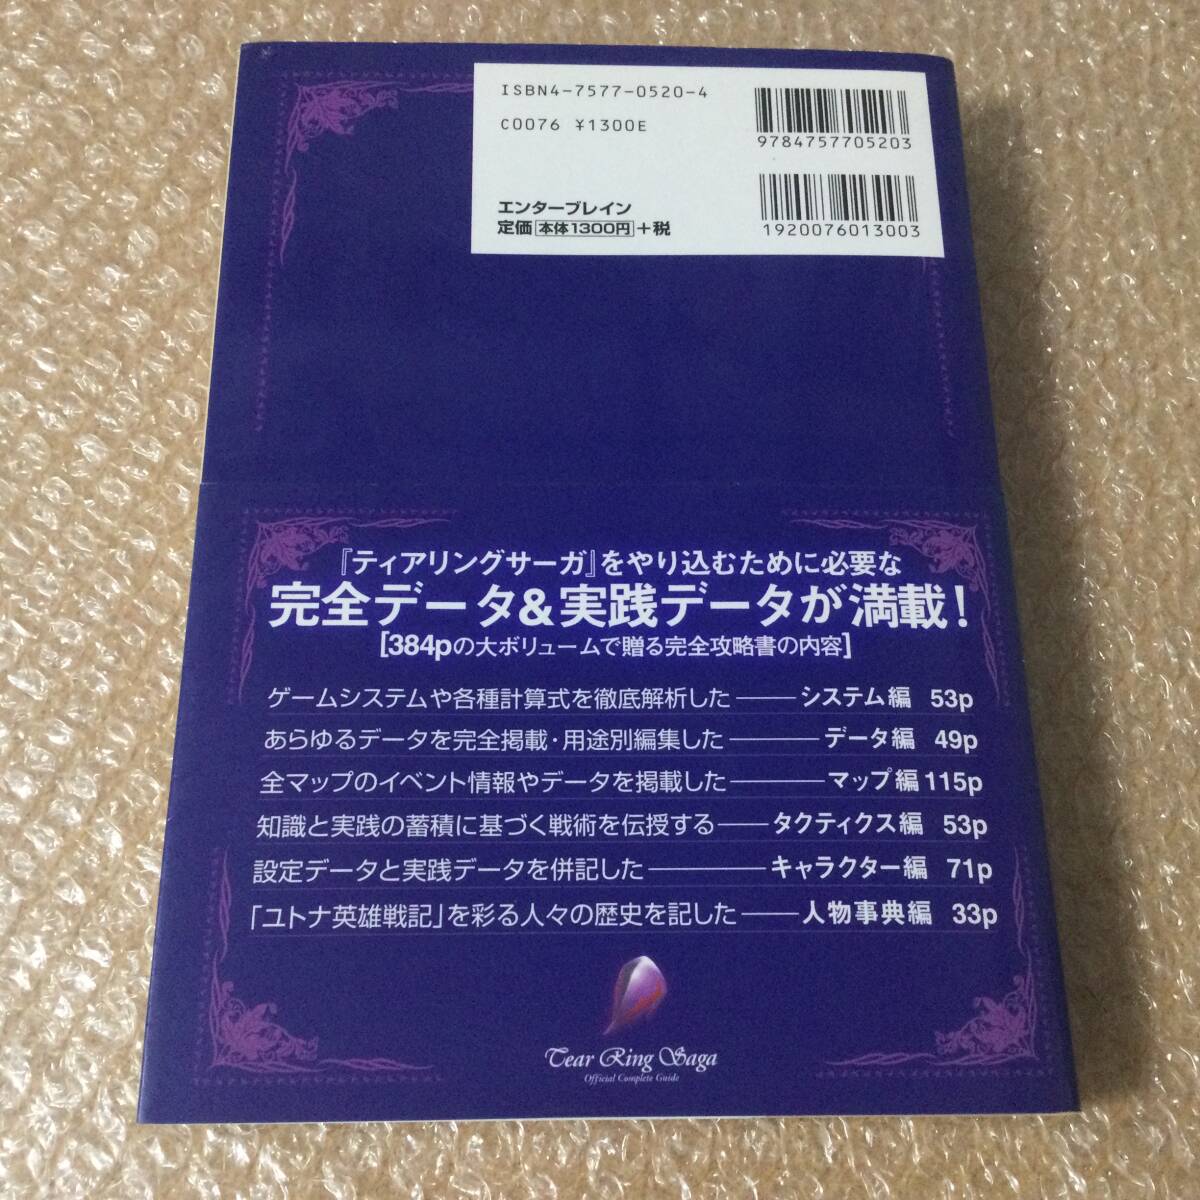 ISBN4-7577-0520-4
C0076 ¥1300E
9784757705203
エンターブレイン
定価 本体1300円 +税
1920076013003
『ティアリングサーガ』をやり込むために必要な
完全データ&実践データが満載!
[384pの大ボリュームで贈る完全攻略書の内容]
ゲームシステムや各種計算式を徹底解析した―――システム編 53p
あらゆるデータを完全掲載・用途別編集した――――データ編 49p
全マップのイベント情報やデータを掲載した――――マップ編 115p
知識と実践の蓄積に基づく戦術を伝授する――タクティクス編 53p
設定データと実践データを併記した―――――キャラクター編 71p
「ユトナ英雄戦記」を彩る人々の歴史を記した―――人物事典編 33p
Tear Ring Saga
Official Complete Guide